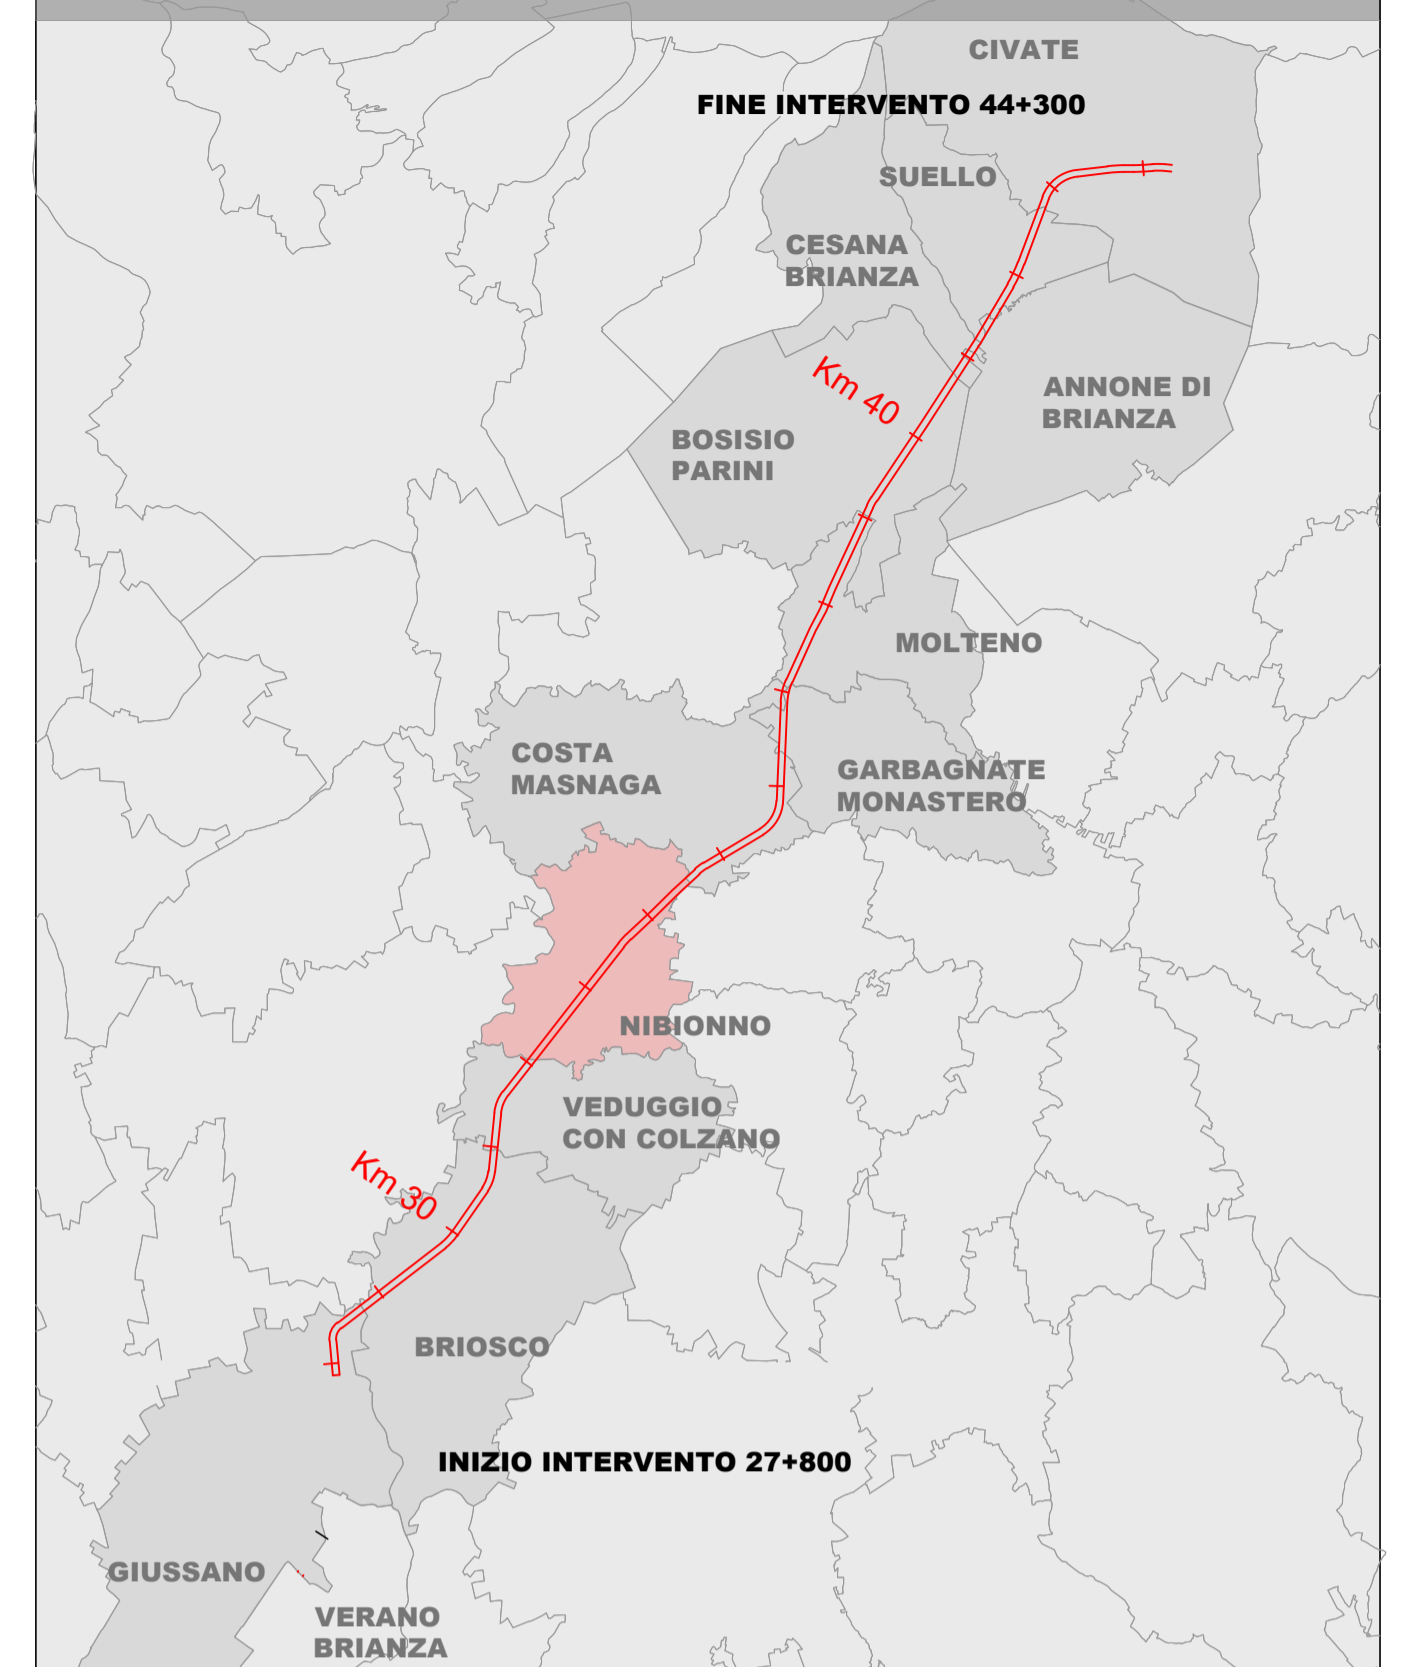 CIVATE
FINE INTERVENTO 44+300
SUELLO
CESANA
BRIANZA
Km 40
ANNONE DI
BRIANZA
BOSISIO
PARINI
MOLTENO
COSTA
MASNAGA
GARBAGNATE
MONASTERO
NIBIONNO
VEDUGGIO
CON COLZANO
Km 30
BRIOSCO
INIZIO INTERVENTO 27+800
GIUSSANO
VERANO
BRIANZA